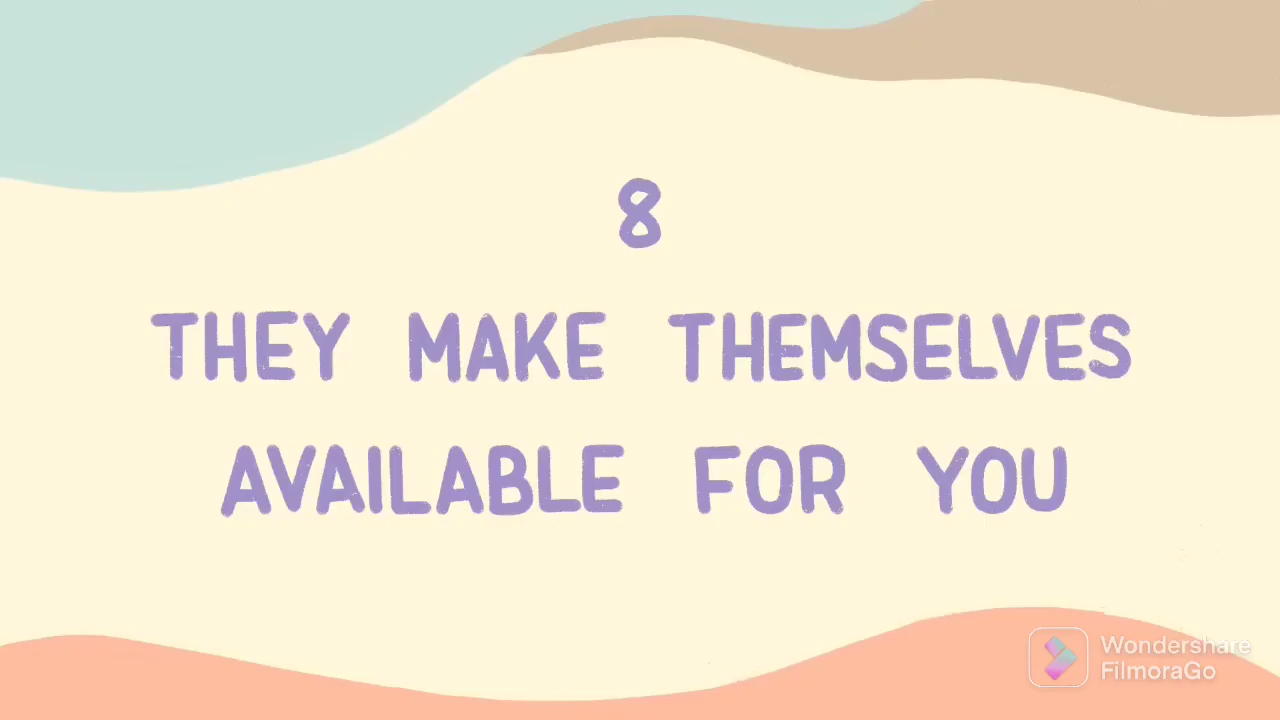 8
THEY MAKE THEMSELVES
AVAILABLE FOR YOU
Wondershare
FilmoraGo